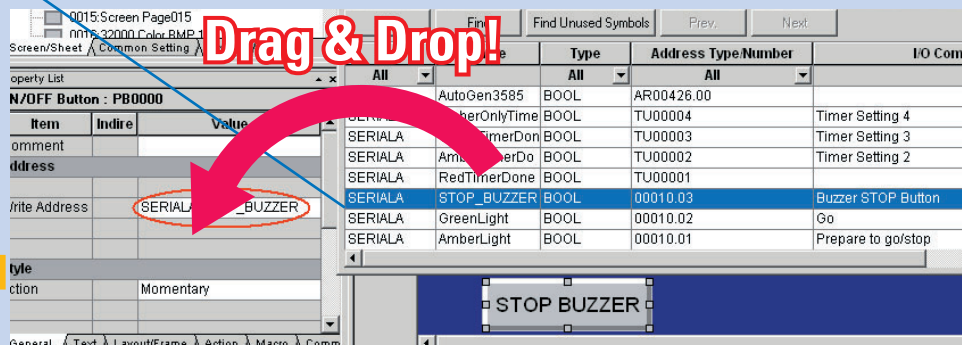 0015:Screen Page015
0016:32000 Color BMP 1
Screen/Sheet Common Setting
Drag & Drop!
Find Unused Symbols Prev. Next
Type Address Type/Number I/O Com
All All All
AutoGen3585 BOOL AR00426.00
BOOL TU00004 Timer Setting 4
BOOL TU00003 Timer Setting 3
SERIALA BOOL TU00002 Timer Setting 2
SERIALA RedTimerDone BOOL TU00001
SERIALA STOP_BUZZER BOOL 00010.03 Buzzer STOP Button
SERIALA GreenLight BOOL 00010.02 Go
SERIALA AmberLight BOOL 00010.01 Prepare to go/stop
operty List
N/OFF Button : PB0000
Item Indire Value
omment
ddress
rite Address SERIALA _BUZZER
tyle
ction Momentary
General Text Layout/Frame Action Macro Comm
STOP BUZZER